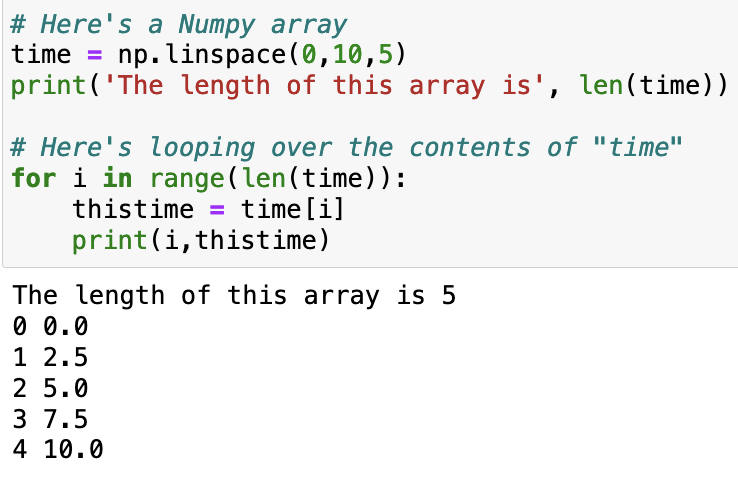 # Here's a Numpy array
time = np.linspace(0,10,5)
print('The length of this array is', len(time))

# Here's looping over the contents of "time"
for i in range(len(time)):
    thistime = time[i]
    print(i,thistime)
The length of this array is 5
0 0.0
1 2.5
2 5.0
3 7.5
4 10.0